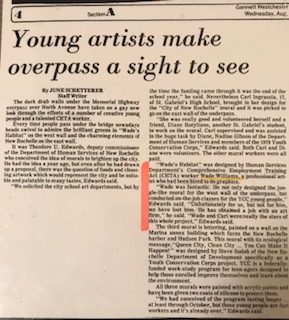 4
Section A
Gannett Westchester
Wednesday, Aug.
Young artists make
overpass a sight to see
By JUNE SCHETTERER
Staff Writer
The dark drab walls under the Memorial Highway
overpass over North Avenue have taken on a gay new
look through the efforts of a number of creative young
people and a talented CETA worker.
Every time people pass under the bridge nowadays
heads swivel to admire the brilliant greens in "Wade's
Habitat" on the west wall and the charming elements of
New Rochelle on the east wall.
It was Theodore U. Edwards, deputy commissioner
of the Department of Human Services of New Rochelle
who conceived the idea of murals to brighten up the city.
He had the idea a year ago, but even after he had drawn
up a proposal, there was the question of funds and choos-
ing artwork which would represent the city and be suita-
ble and painted on many tastes, Edwards said.
"We solicited the city school art departments, but by
the time the funding came through it was the end of the
school year," he said. Nevertheless Carl Ingrassia, 17,
of St. Gabriel's High School, brought in her design for
the "City of New Rochelle" mural and it was picked to
go on the east wall of the underpass.
"She was really good and volunteered herself and a
friend, Diane Aspylione, another St. Gabriel's student,
to work on the mural. Carl supervised and was assisted
in the huge task by Diane, Nadine Gibson of the Depart-
ment of Human Services and members of the 1978 Youth
Conservation Corps," Edwards said. Both Carl and Di-
ane were volunteers. The other workers were all
paid.
"Wade's Habitat" was designed by Human Services
Department's Comprehensive Employment Training
Act (CETA) worker Wade Williams, a professional art-
ist who had been hired to do graphics.
"Wade was fantastic. He not only designed the jun-
gle-like mural for the west wall of the underpass, but
conducted on-the-job classes for the YCC young people,"
Edwards said. "Unfortunately for us, but not for him,
we have lost him. He has obtained a job with an art
firm," he said. "Wade and Carl were really the stars of
this whole project," Edwards said.
The third mural is lettering, painted on a wall on the
Marina annex building which faces the New Rochelle
harbor and Hudson Park. This mural with its ecological
message, "Queen City, Clean City ... You Can Make It
Happen!" was designed by Steve Saddik of the New Ro-
chelle Department of Development specifically as a
Youth Conservation Corps project. YCC is a federally-
funded work-study program for teen-agers designed to
help these enrolled improve themselves and learn about
the environment.
All three murals were painted with acrylic paints and
have been given two coats of silicone to protect them.
"We had conceived of the program lasting longer ...
at least through October, but those young people are fast
workers and it's already over," Edwards said.